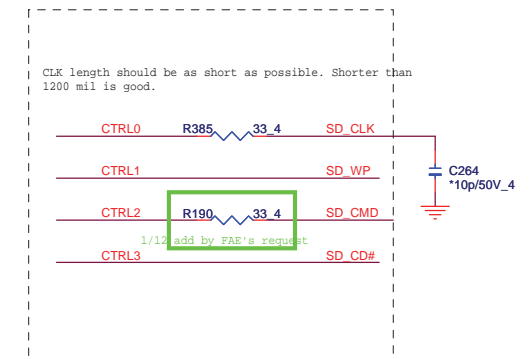 CLK length should be as short as possible. Shorter than
1200 mil is good.
CTRL0 R385 33_4 SD_CLK
CTRL1 SD_WP
C264
*10p/50V_4
CTRL2 R190 33_4 SD_CMD
1/12 add by FAE's request
CTRL3 SD_CD#